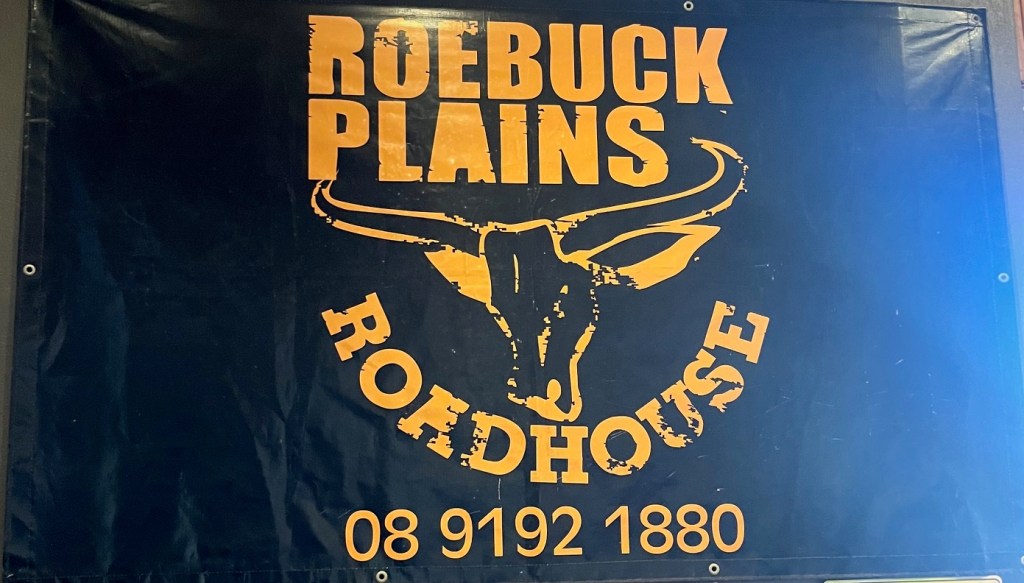 ROEBUCK
PLAINS
ROADHOUSE
08 9192 1880